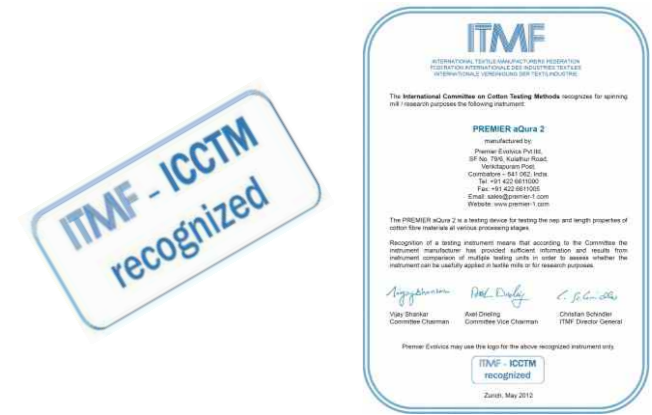 ITMF - ICCTM
recognized
ITMF
INTERNATIONAL TEXTILE MANUFACTURERS FEDERATION
FÉDÉRATION INTERNATIONALE DES INDUSTRIES TEXTILES
INTERNATIONALE VEREINIGUNG DER TEXTILINDUSTRIE
The International Committee on Cotton Testing Methods recognizes for spinning
mill / research purposes the following instrument:
PREMIER aQura 2
manufactured by:
Premier Evolvics Pvt ltd,
SF No. 79/6, Kulathur Road,
Venkitapuram Post,
Coimbatore – 641 062, India.
Tel: +91 422 6611000
Fax: +91 422 6611005
Email: sales@premier-1.com
Website: www.premier-1.com
The PREMIER aQura 2 is a testing device for testing the nep and length properties of
cotton fibre materials at various processing stages.
Recognition of a testing instrument means that according to the Committee the
instrument manufacturer has provided sufficient information and results from
instrument comparison of multiple testing units in order to assess whether the
instrument can be usefully applied in textile mills or for research purposes.
Vijay Shankar
Axel Drieling
C. Schindler
Vijay Shankar
Axel Drieling
Christian Schindler
Committee Chairman
Committee Vice Chairman
ITMF Director General
Premier Evolvics may use this logo for the above recognized instrument only.
ITMF - ICCTM
recognized
Zurich, May 2012